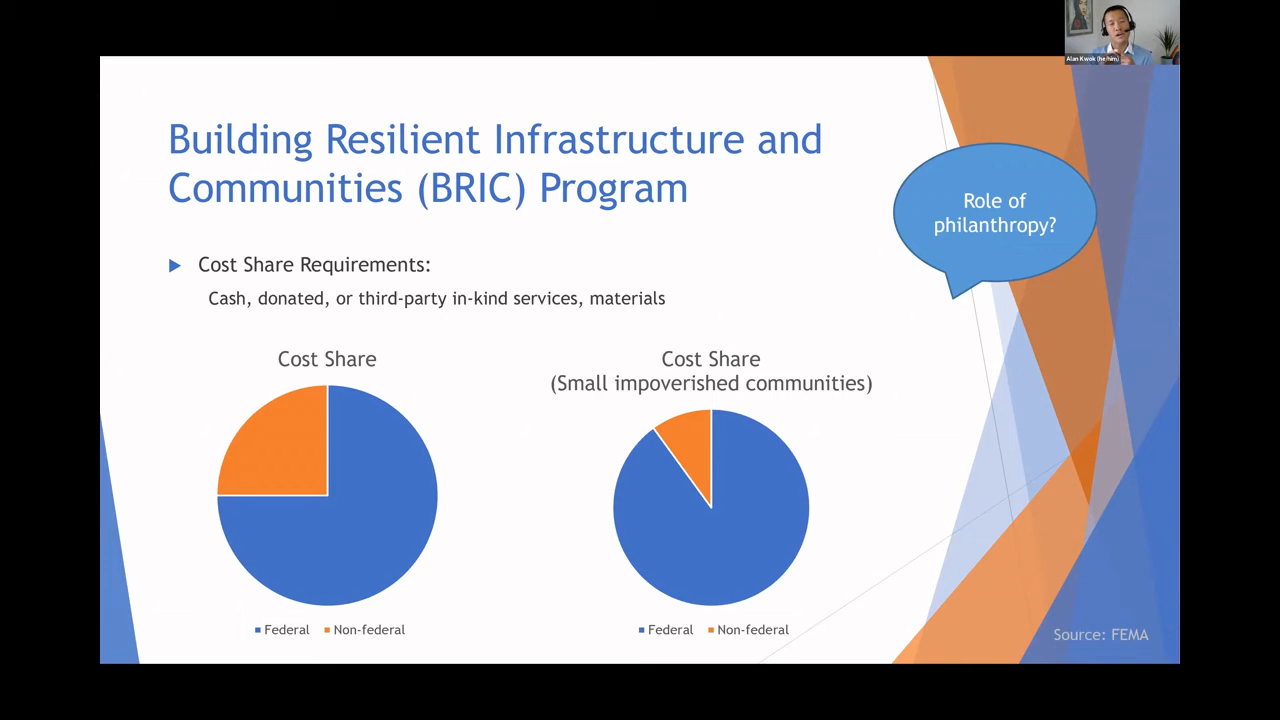 Alan Kwok (he/him)
Building Resilient Infrastructure and
Communities (BRIC) Program
Role of
philanthropy?
Cost Share Requirements:
Cash, donated, or third-party in-kind services, materials
Cost Share
Federal Non-federal
Cost Share
(Small impoverished communities)
Federal Non-federal
Source: FEMA